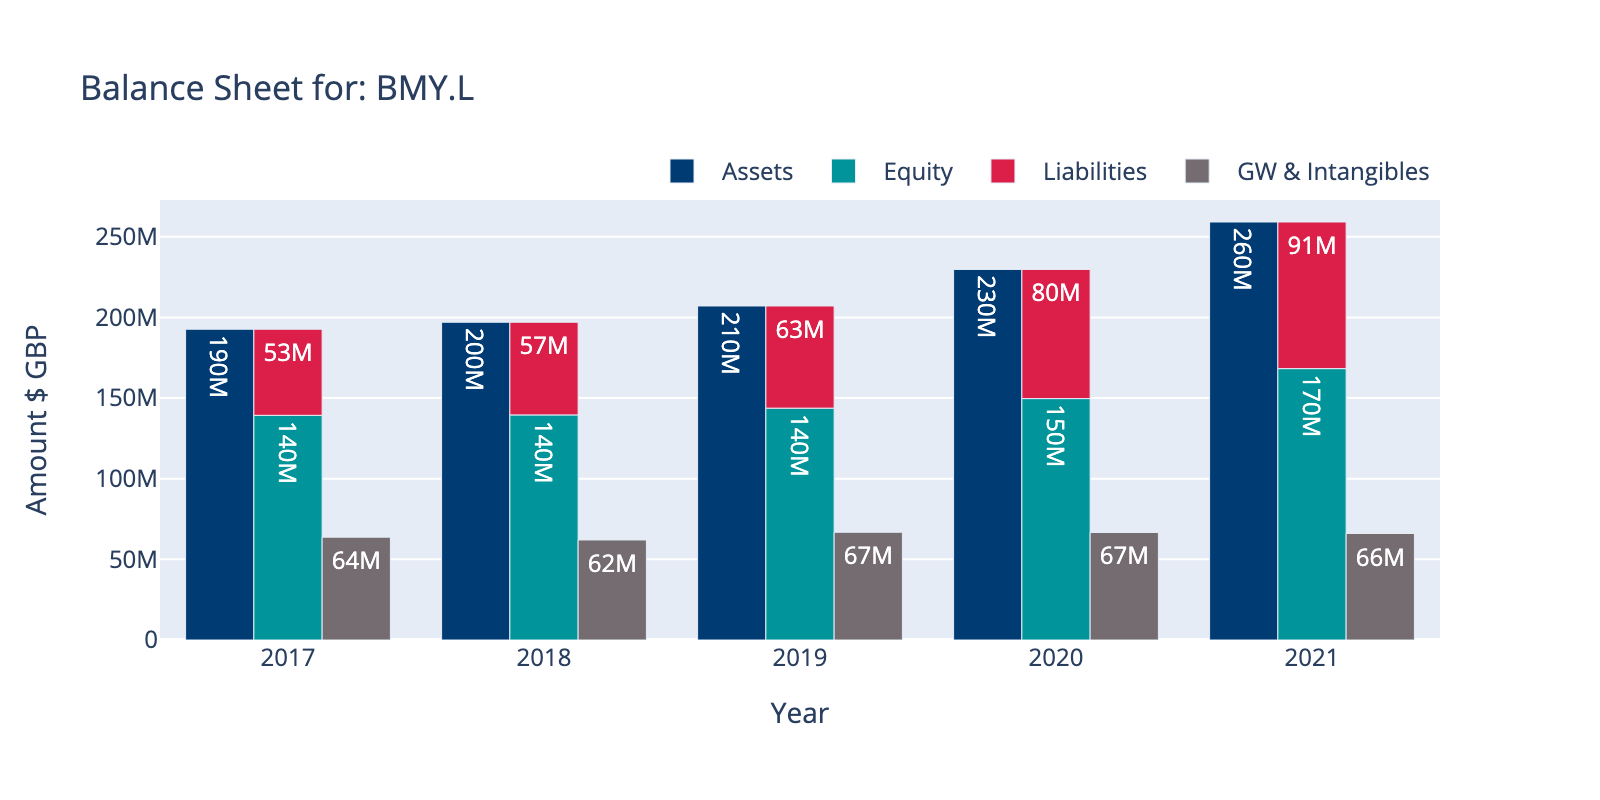 Balance Sheet for: BMY.L
Assets Equity Liabilities GW & Intangibles
Amount $ GBP
250M
200M
150M
100M
50M
0
190M 53M 140M 64M
200M 57M 140M 62M
210M 63M 140M 67M
230M 80M 150M 67M
260M 91M 170M 66M
2017 2018 2019 2020 2021
Year